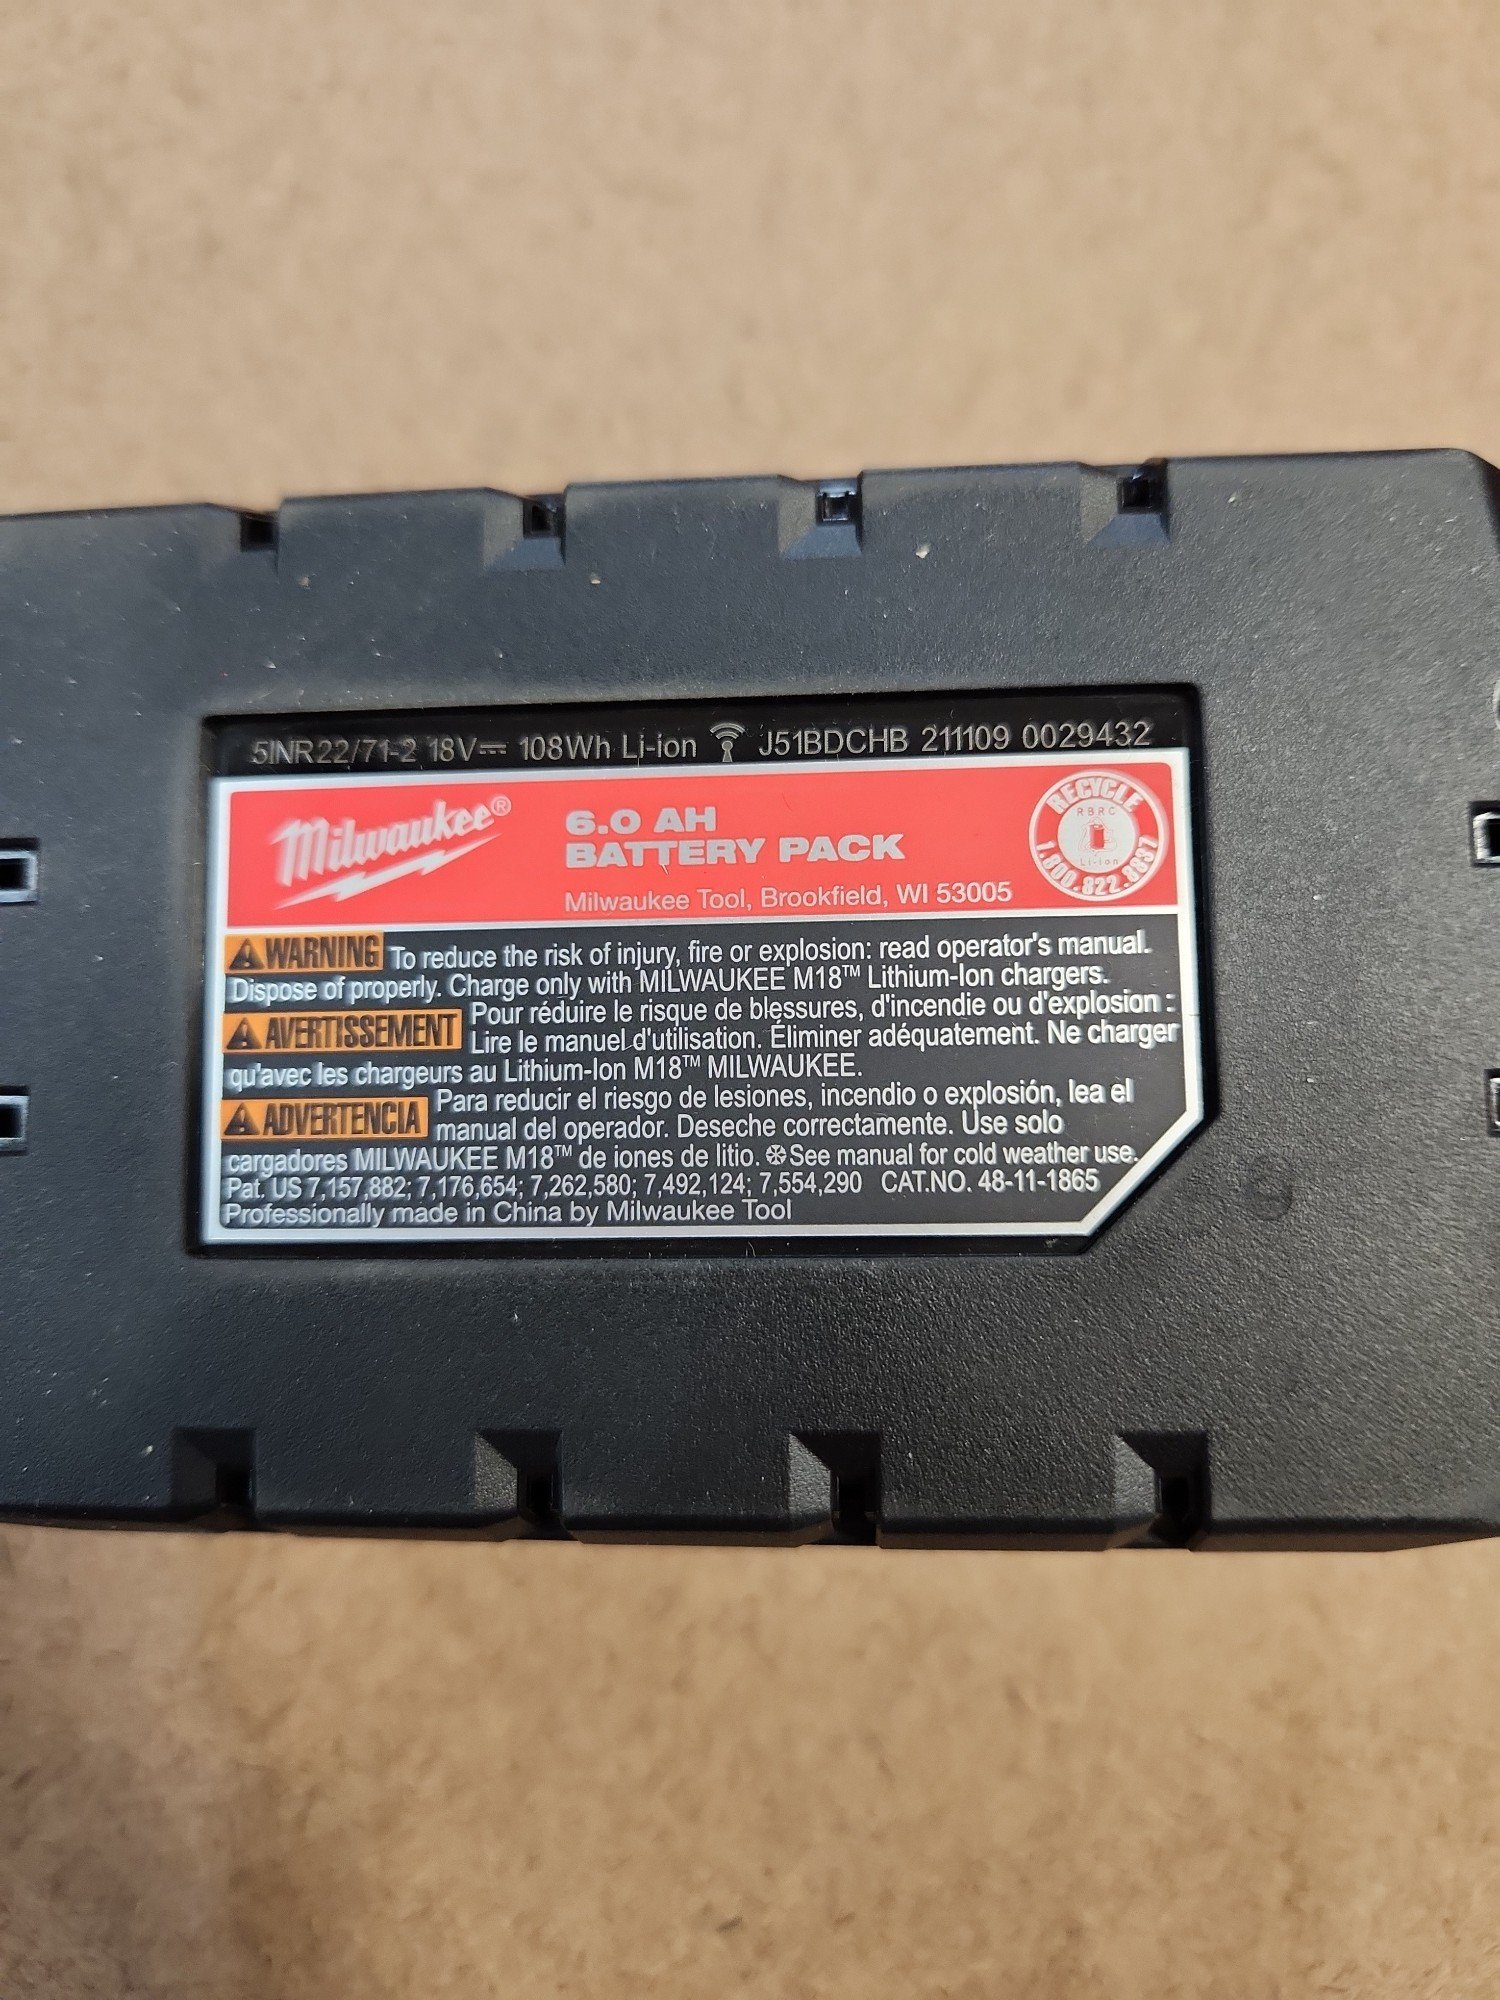 5INR22/71-2 18V⎓ 108Wh Li-ion J51BDCHB 211109 0029432
Milwaukee®
6.0 AH
BATTERY PACK
Milwaukee Tool, Brookfield, WI 53005
RECYCLE
RBRC
Li-ion
1.800.822.8837
WARNING To reduce the risk of injury, fire or explosion: read operator's manual.
Dispose of properly. Charge only with MILWAUKEE M18™ Lithium-Ion chargers.
AVERTISSEMENT Pour réduire le risque de blessures, d'incendie ou d'explosion :
Lire le manuel d'utilisation. Éliminer adéquatement. Ne charger
qu'avec les chargeurs au Lithium-Ion M18™ MILWAUKEE.
ADVERTENCIA Para reducir el riesgo de lesiones, incendio o explosión, lea el
manual del operador. Deseche correctamente. Use solo
cargadores MILWAUKEE M18™ de iones de litio. ❄See manual for cold weather use.
Pat. US 7,157,882; 7,176,654; 7,262,580; 7,492,124; 7,554,290 CAT.NO. 48-11-1865
Professionally made in China by Milwaukee Tool